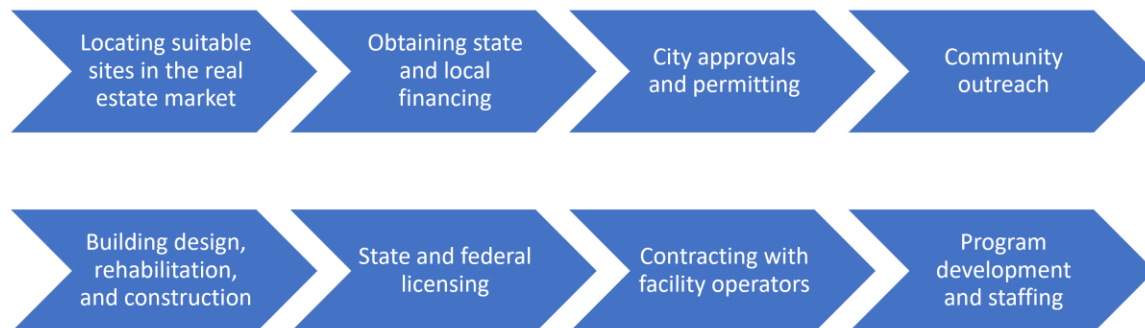 Locating suitable
sites in the real
estate market
Obtaining state
and local
financing
City approvals
and permitting
Community
outreach
Building design,
rehabilitation,
and construction
State and federal
licensing
Contracting with
facility operators
Program
development
and staffing